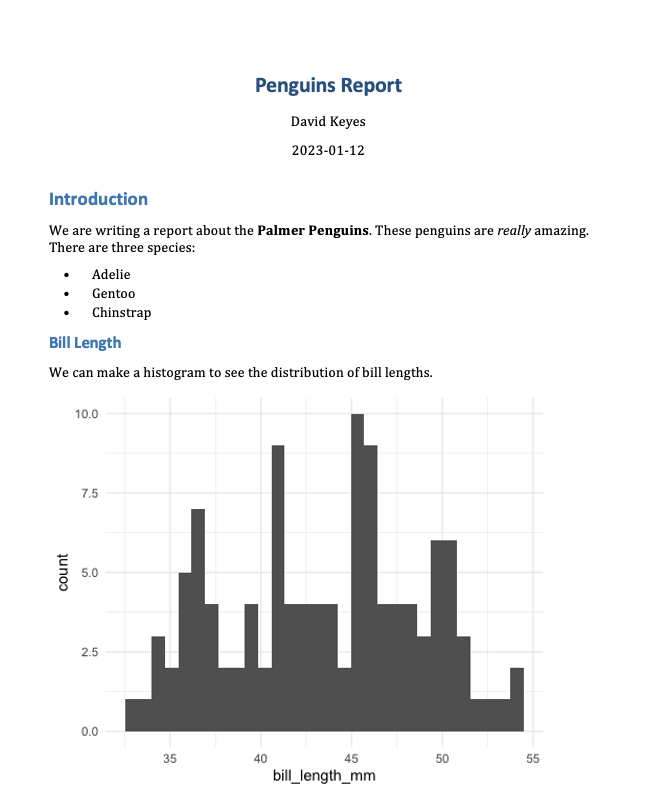 Penguins Report
David Keyes
2023-01-12
Introduction
We are writing a report about the Palmer Penguins. These penguins are really amazing.
There are three species:
• Adelie
• Gentoo
• Chinstrap
Bill Length
We can make a histogram to see the distribution of bill lengths.
10.0
7.5
5.0
2.5
0.0
count
35 40 45 50 55
bill_length_mm